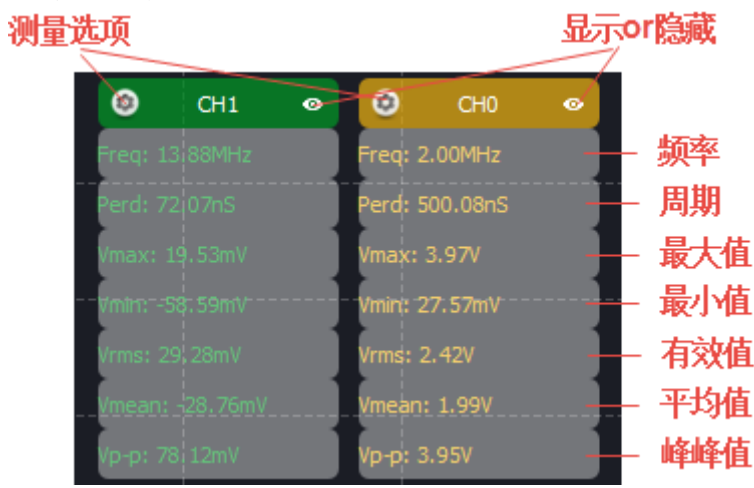 测量选项 显示or隐藏
CH1 CH0
Freq: 13.88MHz Freq: 2.00MHz 频率
Perd: 72.07nS Perd: 500.08nS 周期
Vmax: 19.53mV Vmax: 3.97V 最大值
Vmin: -58.59mV Vmin: 27.57mV 最小值
Vrms: 29.28mV Vrms: 2.42V 有效值
Vmean: -28.76mV Vmean: 1.99V 平均值
Vp-p: 78.12mV Vp-p: 3.95V 峰峰值